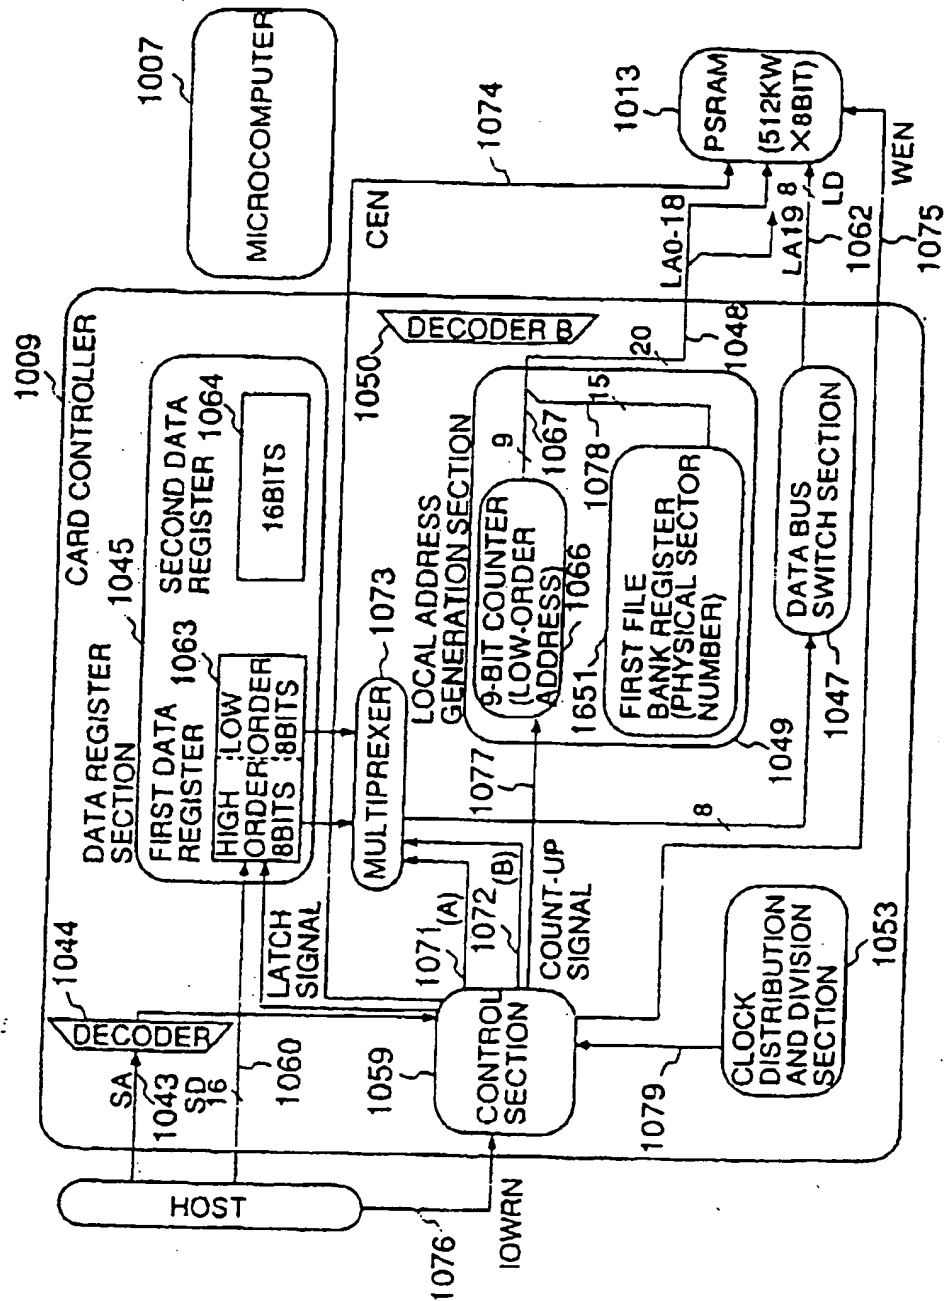 1007
MICROCOMPUTER
1009
CARD CONTROLLER
1013
PSRAM
(512KW
X8BIT)
1074
CEN
LA0-18
LA19
8
LD
1062
WEN
1075
1045
DATA REGISTER
SECTION
FIRST DATA
REGISTER
1063
HIGH
ORDER
8BITS
LOW
ORDER
8BITS
SECOND DATA
REGISTER 1064
16BITS
1050
DECODER B
1044
DECODER
SA
1043
SD
16
1060
LATCH
SIGNAL
HOST
1076
IOWRN
1059
CONTROL
SECTION
1071
(A)
1072
(B)
MULTIPREXER
1073
COUNT-UP
SIGNAL
1077
LOCAL ADDRESS
GENERATION SECTION
9-BIT COUNTER
(LOW-ORDER
ADDRESS)
1066
9
1067
1078
15
20
1048
1651
FIRST FILE
BANK REGISTER
(PHYSICAL SECTOR
NUMBER)
1049
8
DATA BUS
SWITCH SECTION
1047
1079
CLOCK
DISTRIBUTION
AND DIVISION
SECTION
1053